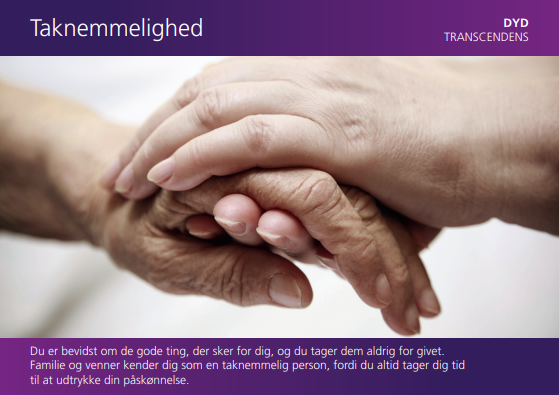 Taknemmelighed
DYD
TRANSCENDENS
Du er bevidst om de gode ting, der sker for dig, og du tager dem aldrig for givet.
Familie og venner kender dig som en taknemmelig person, fordi du altid tager dig tid
til at udtrykke din påskønnelse.